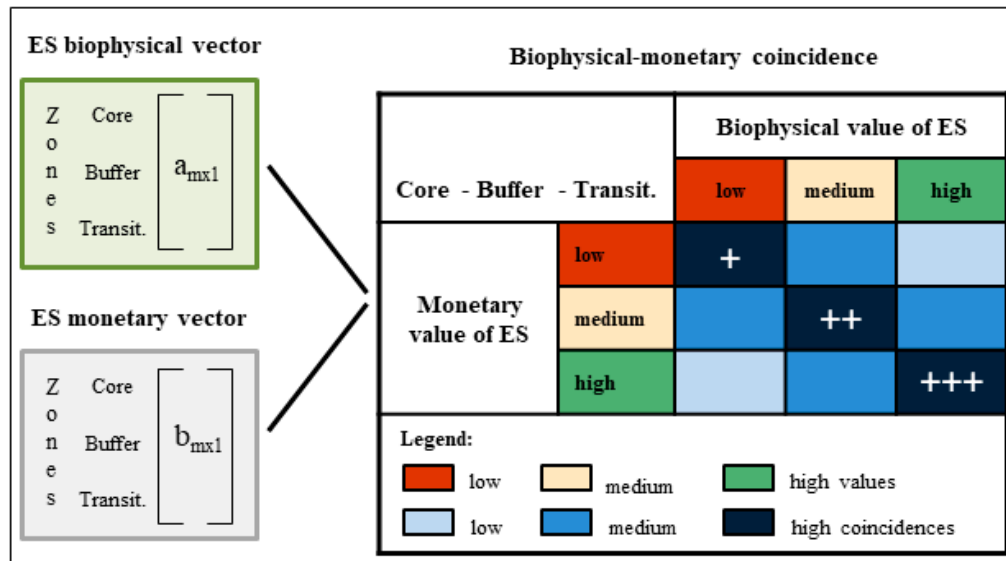 ES biophysical vector
Z
o
n
e
s
Core
Buffer
Transit.
amx1
ES monetary vector
Z
o
n
e
s
Core
Buffer
Transit.
bmx1
Biophysical-monetary coincidence
Biophysical value of ES
Core - Buffer - Transit.
low medium high
Monetary
value of ES
low +
medium ++
high +++
Legend:
low medium high values
low medium high coincidences